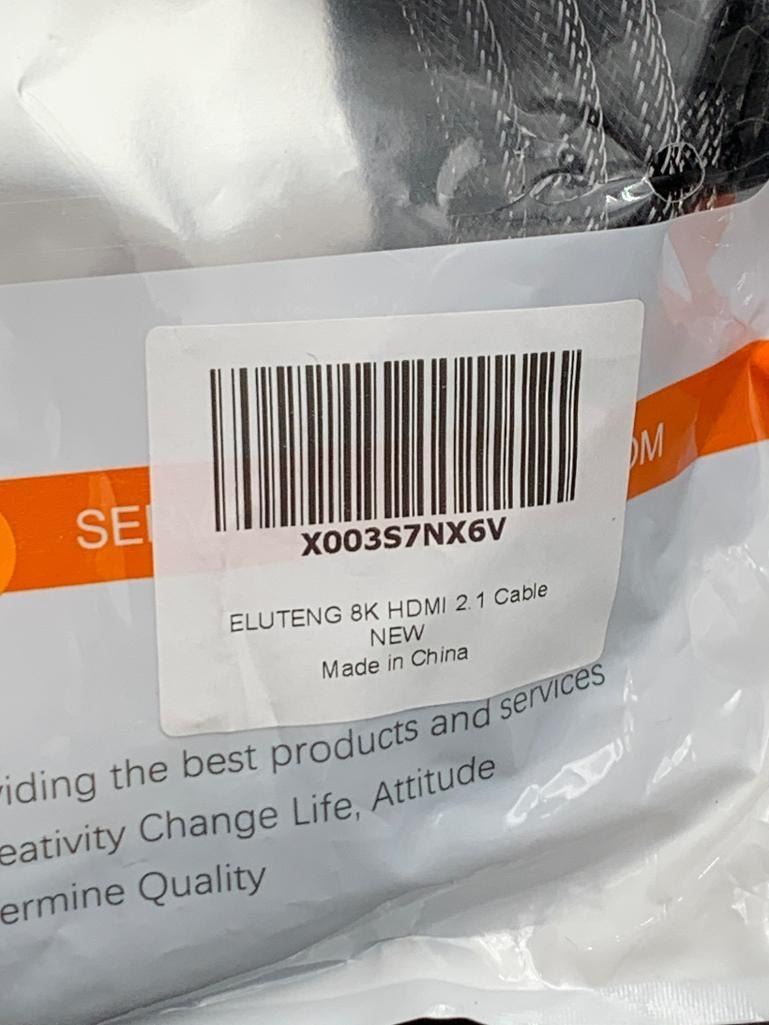 SE
OM
X003S7NX6V
ELUTENG 8K HDMI 2.1 Cable
NEW
Made in China
viding the best products and services
eativity Change Life, Attitude
ermine Quality